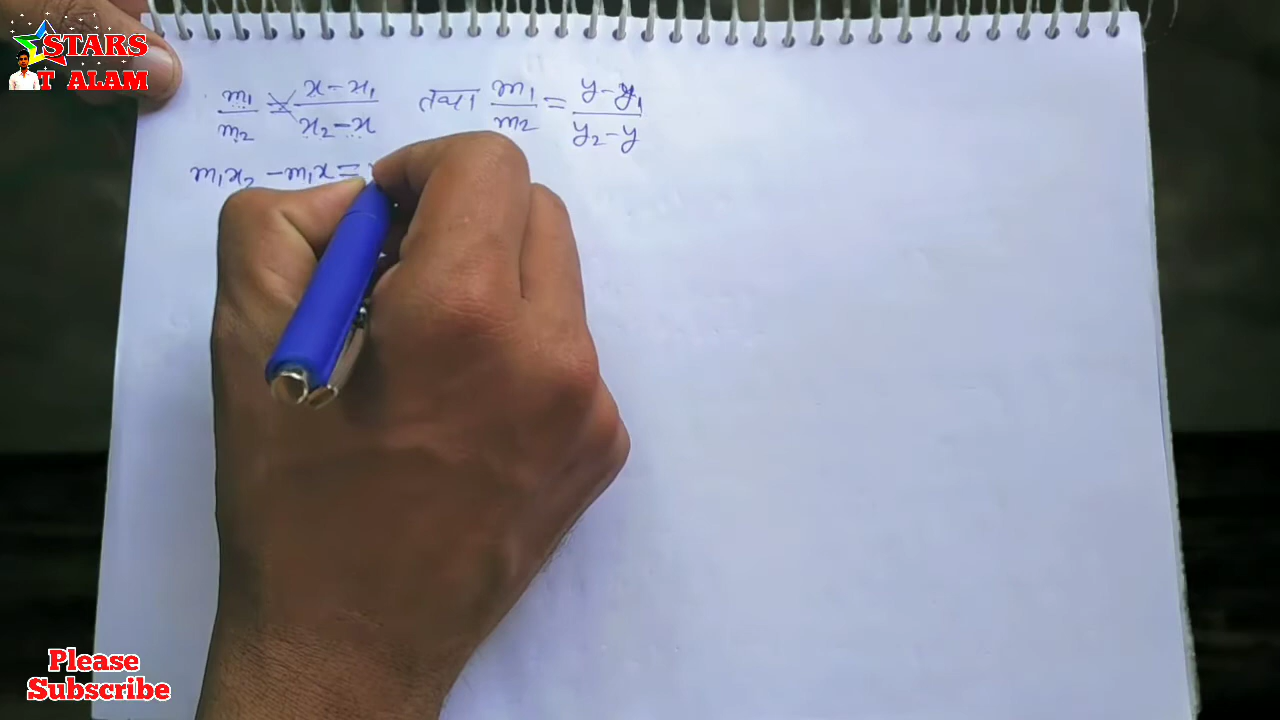 STARS
T ALAM
m₁/m₂ = x - x₁/x₂ - x तथा m₁/m₂ = y - y₁/y₂ - y
m₁x₂ - m₁x =
Please
Subscribe